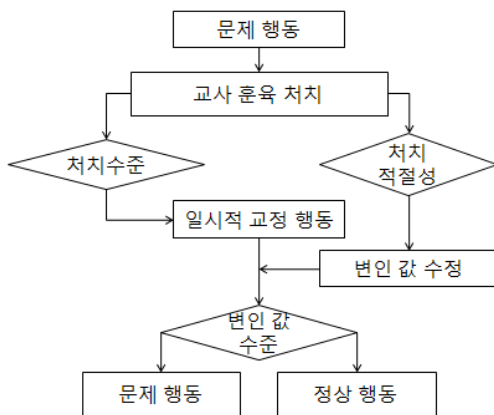 문제 행동
교사 훈육 처치
처치수준
처치
적절성
일시적 교정 행동
변인 값 수정
변인 값
수준
문제 행동
정상 행동